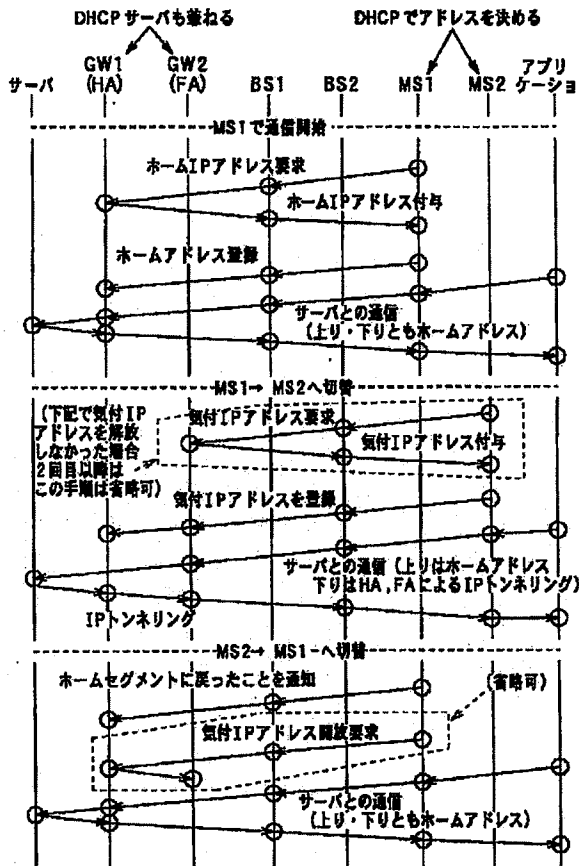 DHCPサーバも兼ねる
DHCPでアドレスを決める
サーバ
GW1
(HA)
GW2
(FA)
BS1
BS2
MS1
MS2
アプリ
ケーショ
MS1で通信開始
ホームIPアドレス要求
ホームIPアドレス付与
ホームアドレス登録
サーバとの通信
(上り・下りともホームアドレス)
MS1→ MS2へ切替
(下記で気付IP
アドレスを解放
しなかった場合
2回目以降は
この手順は省略可)
気付IPアドレス要求
気付IPアドレス付与
気付IPアドレスを登録
サーバとの通信(上りはホームアドレス
下りはHA,FAによるIPトンネリング)
IPトンネリング
MS2→ MS1へ切替
ホームセグメントに戻ったことを通知
(省略可)
気付IPアドレス開放要求
サーバとの通信
(上り・下りともホームアドレス)